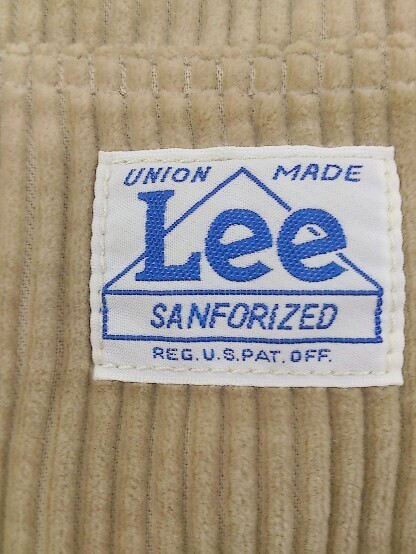 UNION MADE
Lee
SANFORIZED
REG. U.S. PAT. OFF.